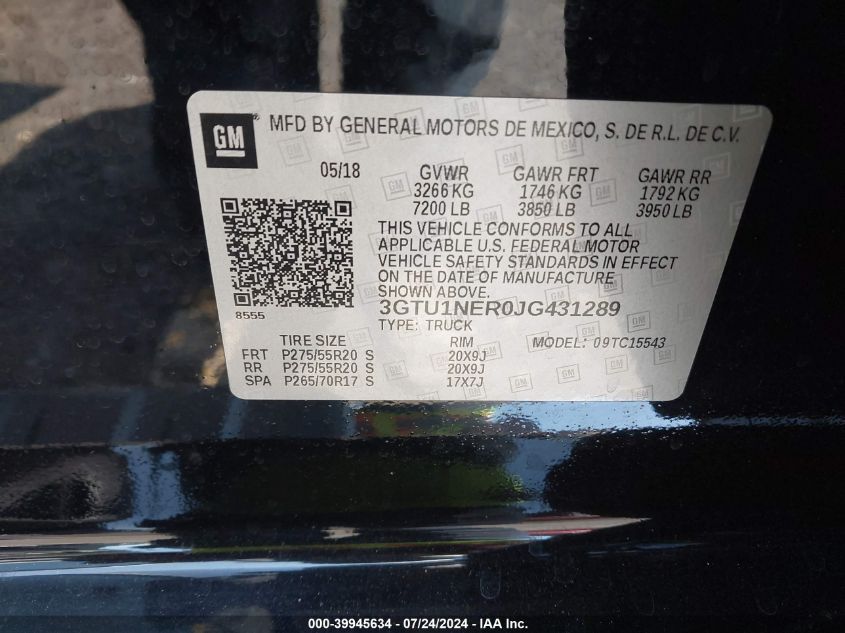 GM ® MFD BY GENERAL MOTORS DE MEXICO, S. DE R.L. DE C.V.
05/18 GVWR GAWR FRT GAWR RR
3266 KG 1746 KG 1792 KG
7200 LB 3850 LB 3950 LB
THIS VEHICLE CONFORMS TO ALL
APPLICABLE U.S. FEDERAL MOTOR
VEHICLE SAFETY STANDARDS IN EFFECT
ON THE DATE OF MANUFACTURE
SHOWN ABOVE.
3GTU1NER0JG431289
8555
TYPE: TRUCK
TIRE SIZE RIM MODEL: 09TC15543
FRT P275/55R20 S 20X9J
RR P275/55R20 S 20X9J
SPA P265/70R17 S 17X7J
000-39945634 / 07/24/2024 - IAA Inc.